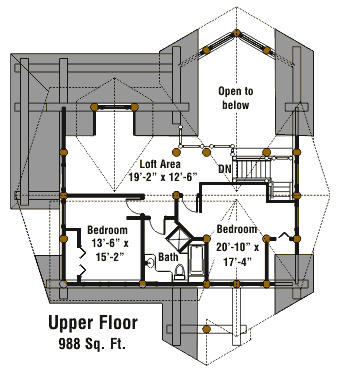 Open to
below
Loft Area
19'-2" x 12'-6"
DN
Bedroom
13'-6" x
15'-2"
Bath
Bedroom
20'-10" x
17'-4"
Upper Floor
988 Sq. Ft.